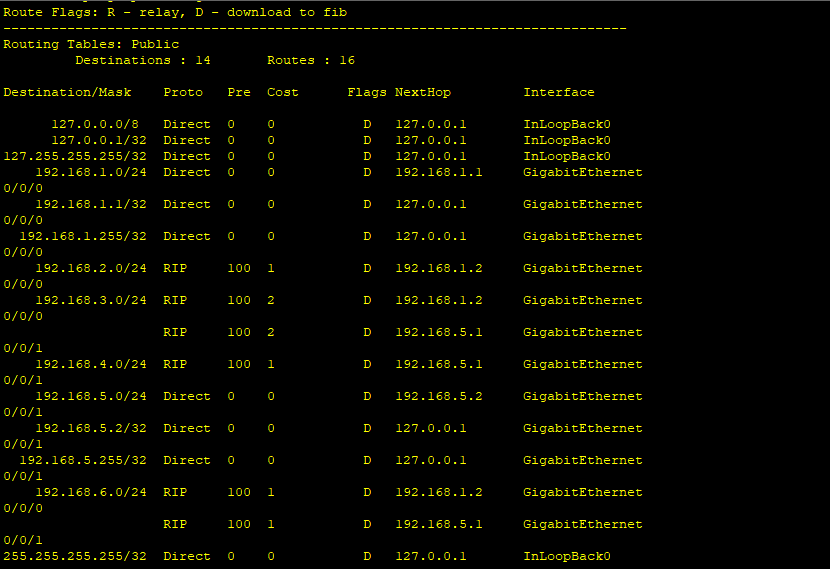 Route Flags: R - relay, D - download to fib
------------------------------------------------------------------------------
Routing Tables: Public
         Destinations : 14       Routes : 16

Destination/Mask    Proto   Pre  Cost      Flags NextHop         Interface

      127.0.0.0/8   Direct  0    0           D   127.0.0.1       InLoopBack0
      127.0.0.1/32  Direct  0    0           D   127.0.0.1       InLoopBack0
127.255.255.255/32  Direct  0    0           D   127.0.0.1       InLoopBack0
    192.168.1.0/24  Direct  0    0           D   192.168.1.1     GigabitEthernet
0/0/0
    192.168.1.1/32  Direct  0    0           D   127.0.0.1       GigabitEthernet
0/0/0
  192.168.1.255/32  Direct  0    0           D   127.0.0.1       GigabitEthernet
0/0/0
    192.168.2.0/24  RIP     100  1           D   192.168.1.2     GigabitEthernet
0/0/0
    192.168.3.0/24  RIP     100  2           D   192.168.1.2     GigabitEthernet
0/0/0
                    RIP     100  2           D   192.168.5.1     GigabitEthernet
0/0/1
    192.168.4.0/24  RIP     100  1           D   192.168.5.1     GigabitEthernet
0/0/1
    192.168.5.0/24  Direct  0    0           D   192.168.5.2     GigabitEthernet
0/0/1
    192.168.5.2/32  Direct  0    0           D   127.0.0.1       GigabitEthernet
0/0/1
  192.168.5.255/32  Direct  0    0           D   127.0.0.1       GigabitEthernet
0/0/1
    192.168.6.0/24  RIP     100  1           D   192.168.1.2     GigabitEthernet
0/0/0
                    RIP     100  1           D   192.168.5.1     GigabitEthernet
0/0/1
255.255.255.255/32  Direct  0    0           D   127.0.0.1       InLoopBack0